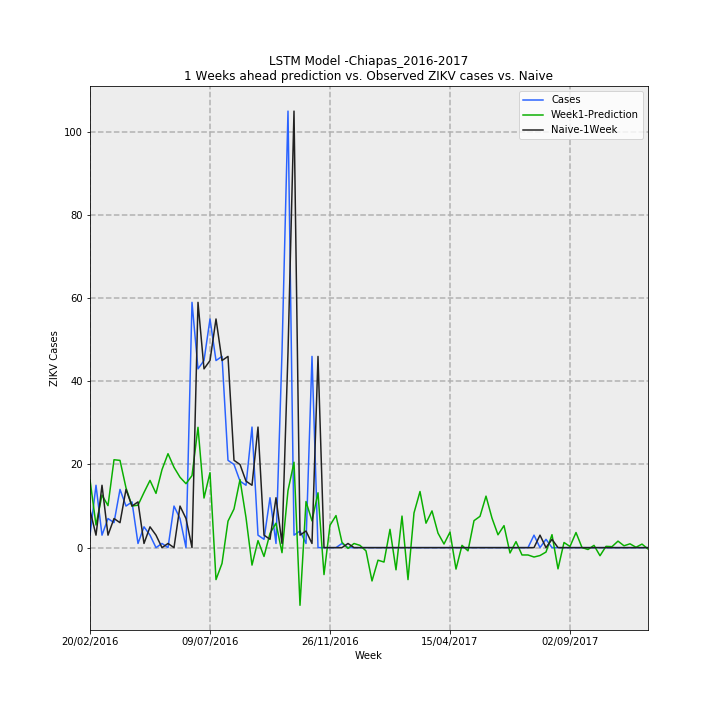 LSTM Model -Chiapas_2016-2017
1 Weeks ahead prediction vs. Observed ZIKV cases vs. Naive
Cases
Week1-Prediction
Naive-1Week
100
80
60
40
20
0
ZIKV Cases
20/02/2016 09/07/2016 26/11/2016 15/04/2017 02/09/2017
Week